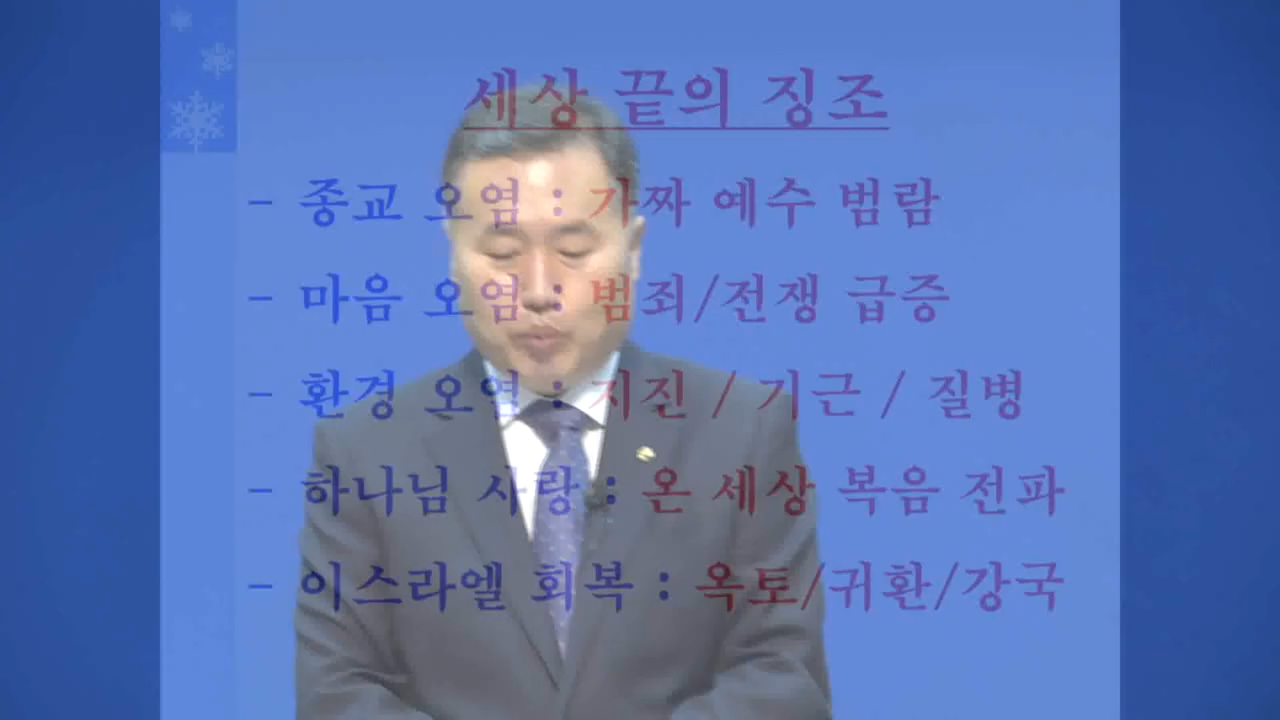 세상 끝의 징조
- 종교 오염 : 가짜 예수 범람
- 마음 오염 : 범죄/전쟁 급증
- 환경 오염 : 지진 / 기근 / 질병
- 하나님 사랑 : 온 세상 복음 전파
- 이스라엘 회복 : 옥토/귀환/강국